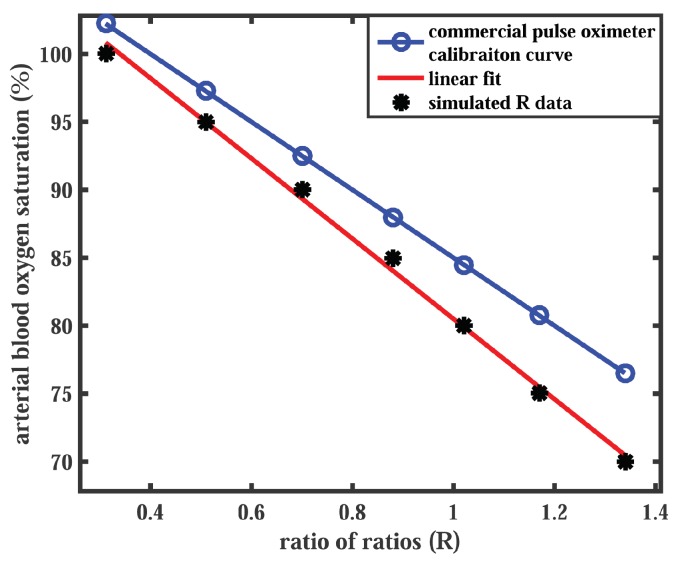 commercial pulse oximeter
calibraiton curve
linear fit
simulated R data
arterial blood oxygen saturation (%)
100
95
90
85
80
75
70
0.4
0.6
0.8
1
1.2
1.4
ratio of ratios (R)